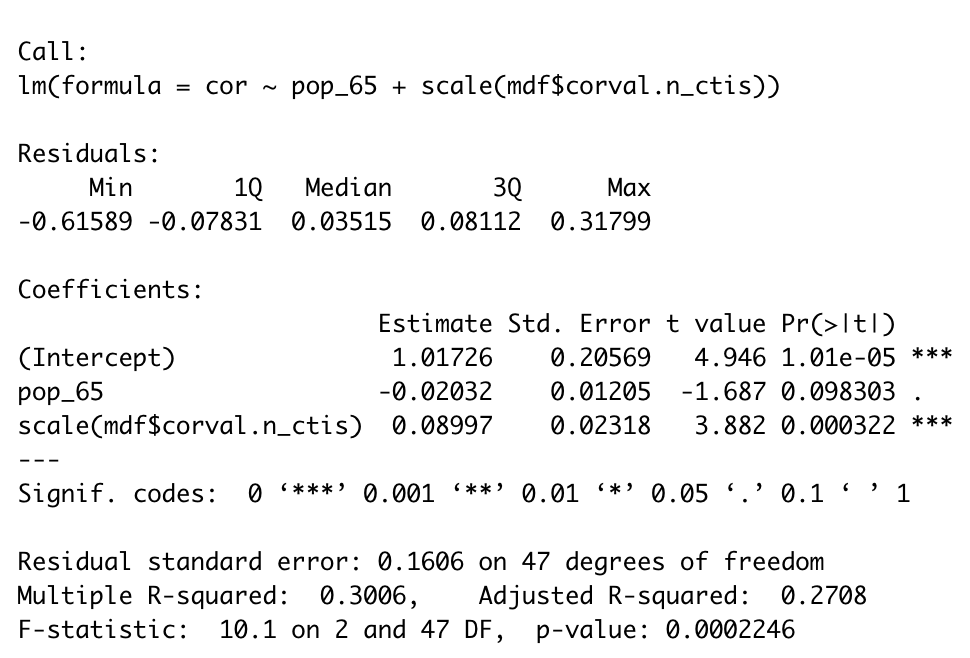 Call:
lm(formula = cor ~ pop_65 + scale(mdf$corval.n_ctis))
Residuals:
Min 1Q Median 3Q Max
-0.61589 -0.07831 0.03515 0.08112 0.31799
Coefficients:
Estimate Std. Error t value Pr(>|t|)
(Intercept) 1.01726 0.20569 4.946 1.01e-05 ***
pop_65 -0.02032 0.01205 -1.687 0.098303 .
scale(mdf$corval.n_ctis) 0.08997 0.02318 3.882 0.000322 ***
---
Signif. codes: 0 ‘***’ 0.001 ‘**’ 0.01 ‘*’ 0.05 ‘.’ 0.1 ‘ ’ 1
Residual standard error: 0.1606 on 47 degrees of freedom
Multiple R-squared: 0.3006, Adjusted R-squared: 0.2708
F-statistic: 10.1 on 2 and 47 DF, p-value: 0.0002246